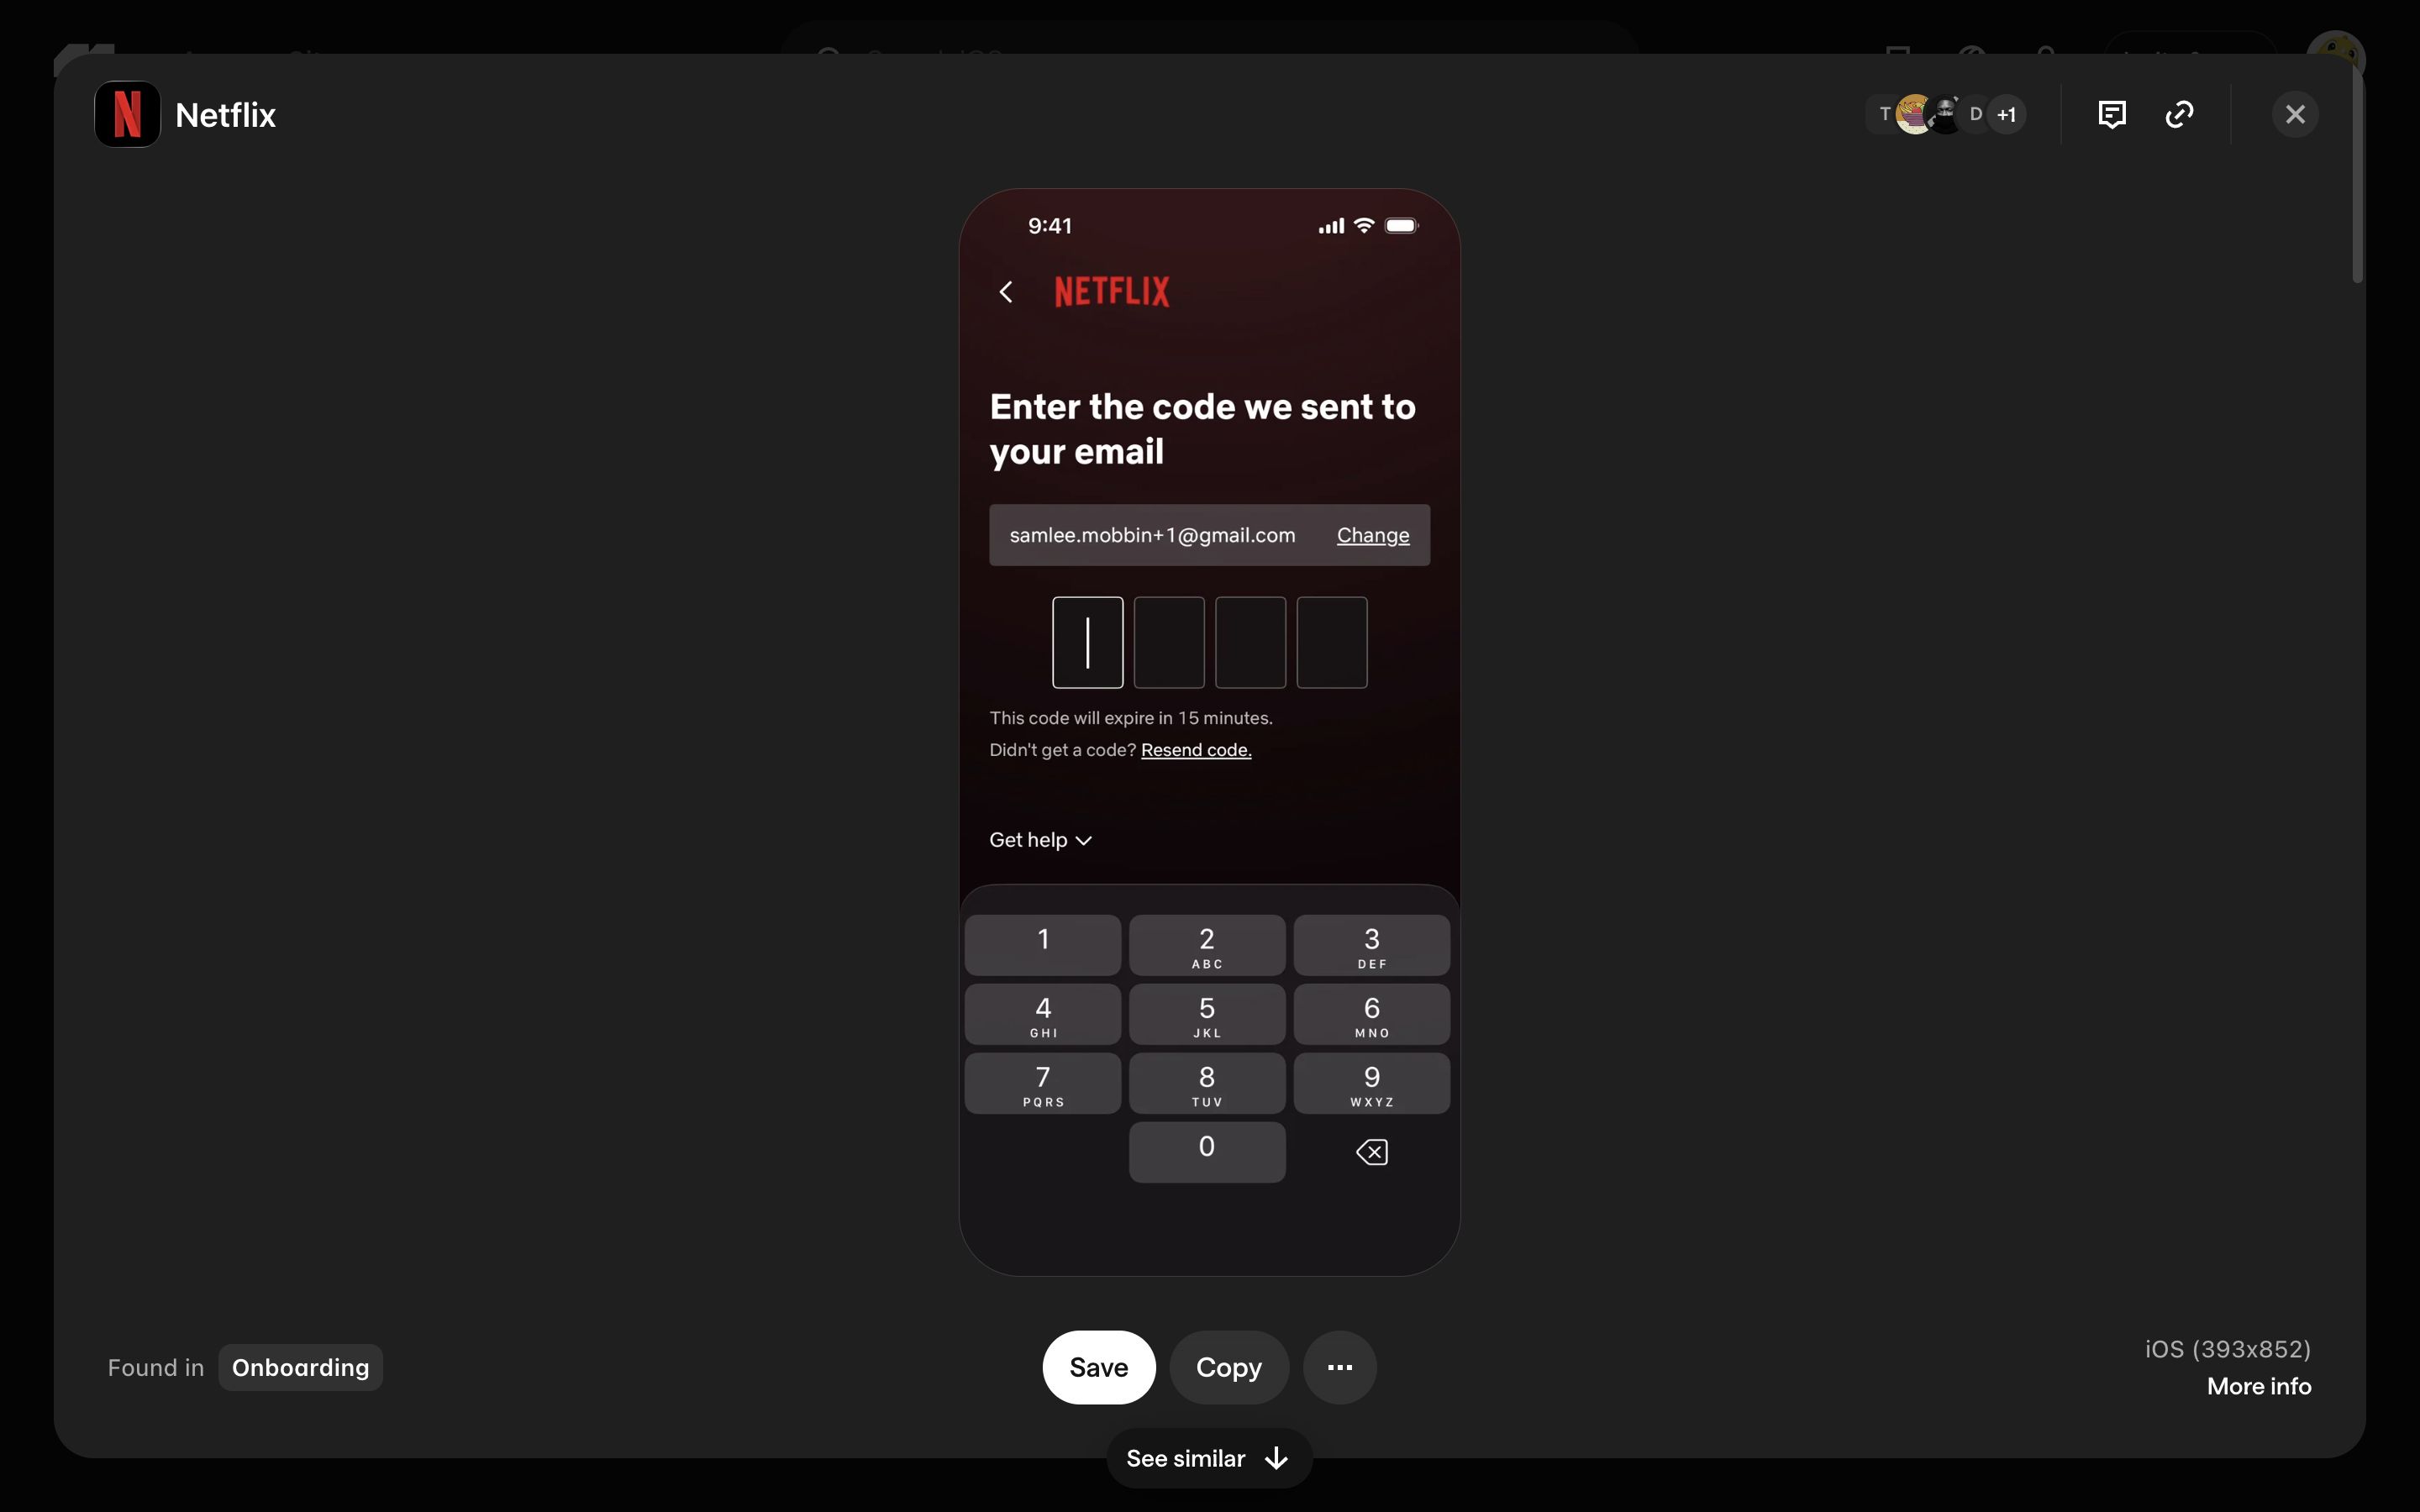 Netflix
T
D
+1
9:41
NETFLIX
Enter the code we sent to
your email
samlee.mobbin+1@gmail.com Change
This code will expire in 15 minutes.
Didn't get a code? Resend code.
Get help
1
2
ABC
3
DEF
4
GHI
5
JKL
6
MNO
7
PQRS
8
TUV
9
WXYZ
0
Found in Onboarding
Save
Copy
iOS (393x852)
More info
See similar